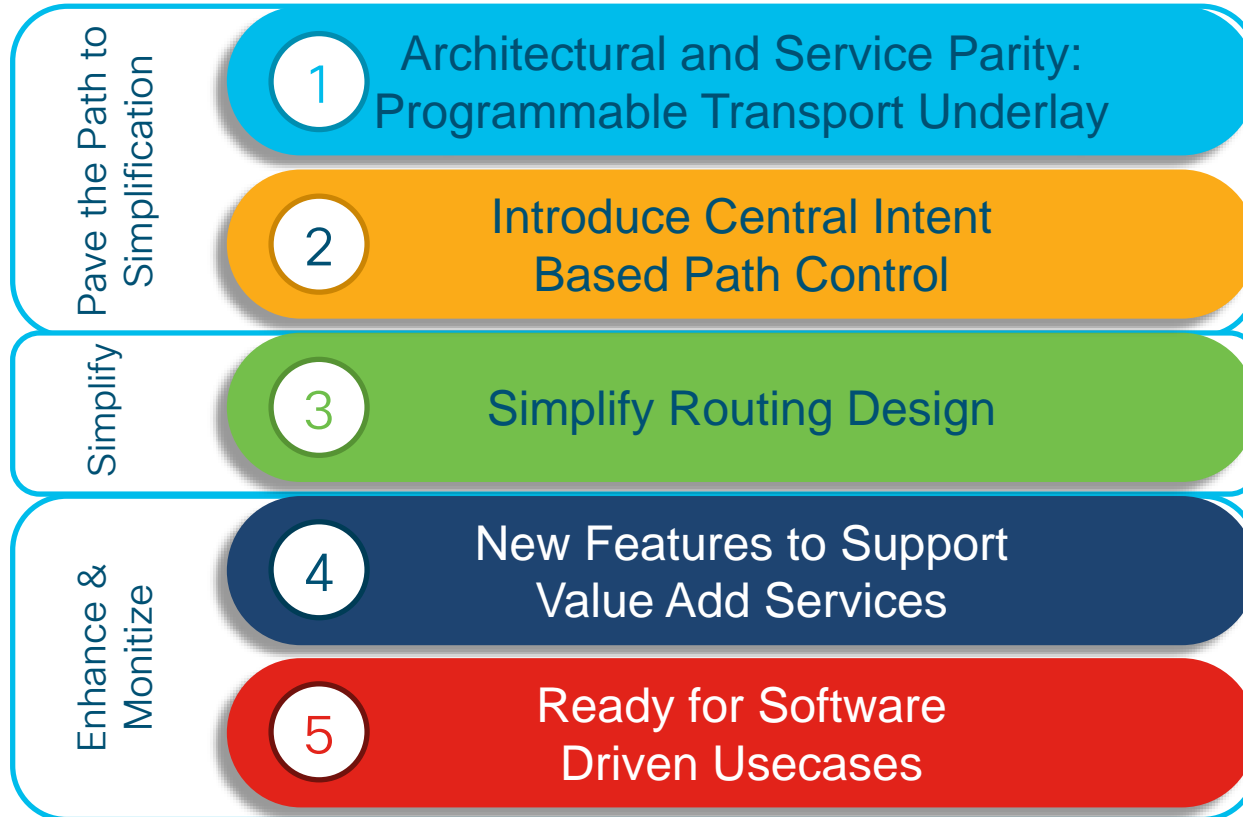 Pave the Path to
Simplification
1
Architectural and Service Parity:
Programmable Transport Underlay
2
Introduce Central Intent
Based Path Control
Simplify
3
Simplify Routing Design
Enhance &
Monitize
4
New Features to Support
Value Add Services
5
Ready for Software
Driven Usecases